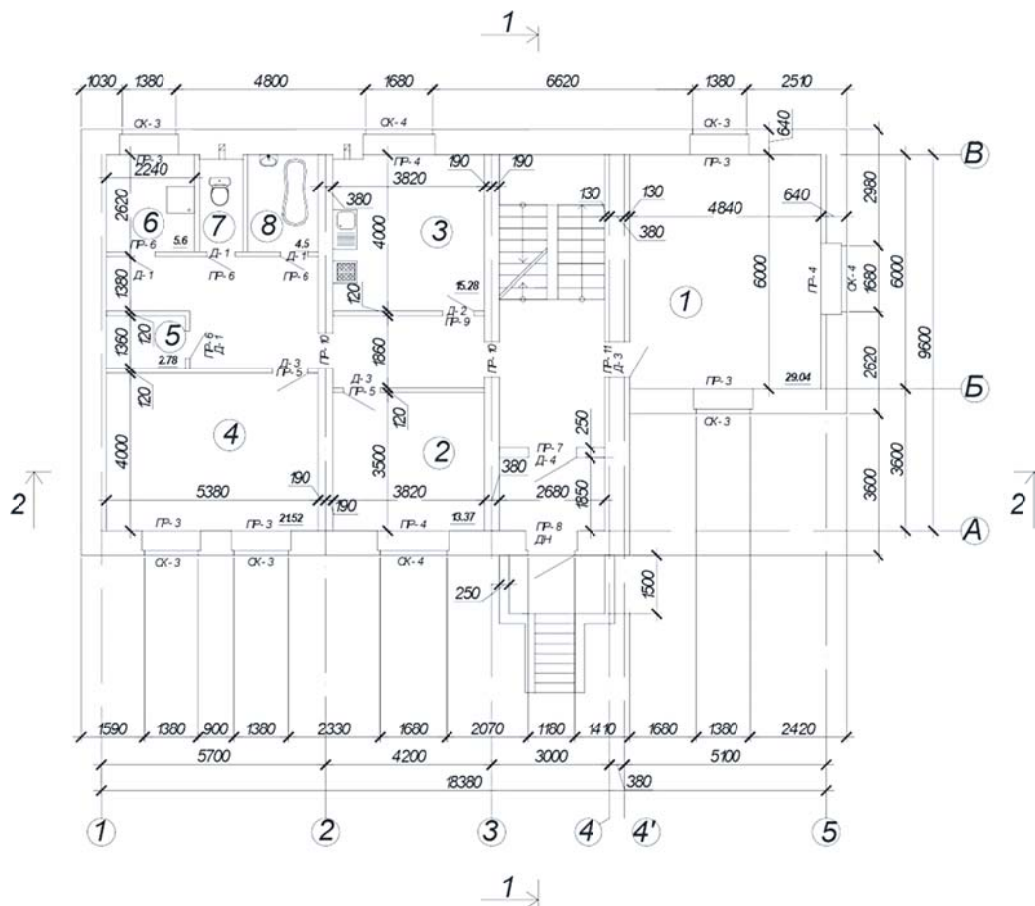 1
1030 1380 4800 1680 6620 1380 2510
СК-3 СК-4 СК-3 640
ПР-3 ПР-4 190 190 ПР-3 В
2240 3820 130 130 640
380 4840 2980
2620 6 7 8 4000 3 380
ПР-6 5.6 4.5 6000 ПР-4 СК-4 1680 6000
Д-1 Д-1 Д-1
ПР-6 ПР-6
1380 15.28 1
120 Д-2
120 5 ПР-9 9600
1360 ПР-6 Д-1 ПР-10 1860 ПР-10 ПР-11 Д-3 2620
2.78 Д-3 Д-3 ПР-3 29.04
ПР-5 ПР-5 Б
120 120 СК-3
4 2 250
4000 3500 ПР-7
Д-4 3600 3600
2 190 380 1850 2
5380 3820 2680
190
ПР-3 ПР-3 21.52 ПР-4 13.37 ПР-8 А
ДН
СК-3 СК-3 СК-4
250 1500
1590 1380 900 1380 2330 1680 2070 1180 1410 1680 1380 2420
5700 4200 3000 5100
18380 380
1 2 3 4 4' 5
1